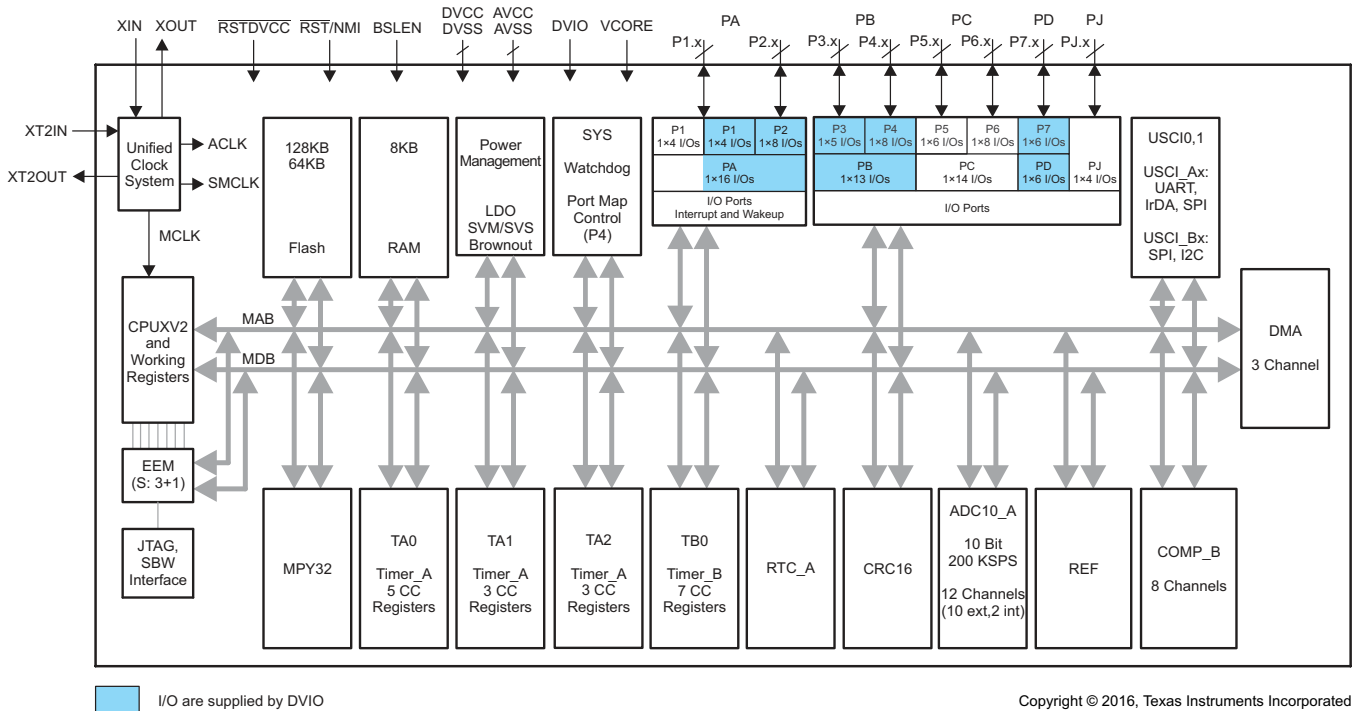 XIN XOUT RSTDVCC RST/NMI BSLEN DVCC AVCC DVIO VCORE PA PB PC PD PJ
DVSS AVSS
P1.x P2.x P3.x P4.x P5.x P6.x P7.x PJ.x
XT2IN
XT2OUT
Unified
Clock
System
ACLK
SMCLK
MCLK
128KB
64KB
Flash
8KB
RAM
Power
Management
LDO
SVM/SVS
Brownout
SYS
Watchdog
Port Map
Control
(P4)
P1
1×4 I/Os
P1
1×4 I/Os
P2
1×8 I/Os
PA
1×16 I/Os
I/O Ports
Interrupt and Wakeup
P3
1×5 I/Os
P4
1×8 I/Os
P5
1×6 I/Os
P6
1×8 I/Os
P7
1×6 I/Os
PB
1×13 I/Os
PC
1×14 I/Os
PD
1×6 I/Os
PJ
1×4 I/Os
I/O Ports
USCI0,1
USCI_Ax:
UART,
IrDA, SPI
USCI_Bx:
SPI, I2C
CPUXV2
and
Working
Registers
MAB
MDB
DMA
3 Channel
EEM
(S: 3+1)
JTAG,
SBW
Interface
MPY32
TA0
Timer_A
5 CC
Registers
TA1
Timer_A
3 CC
Registers
TA2
Timer_A
3 CC
Registers
TB0
Timer_B
7 CC
Registers
RTC_A
CRC16
ADC10_A
10 Bit
200 KSPS
12 Channels
(10 ext,2 int)
REF
COMP_B
8 Channels
I/O are supplied by DVIO
Copyright © 2016, Texas Instruments Incorporated